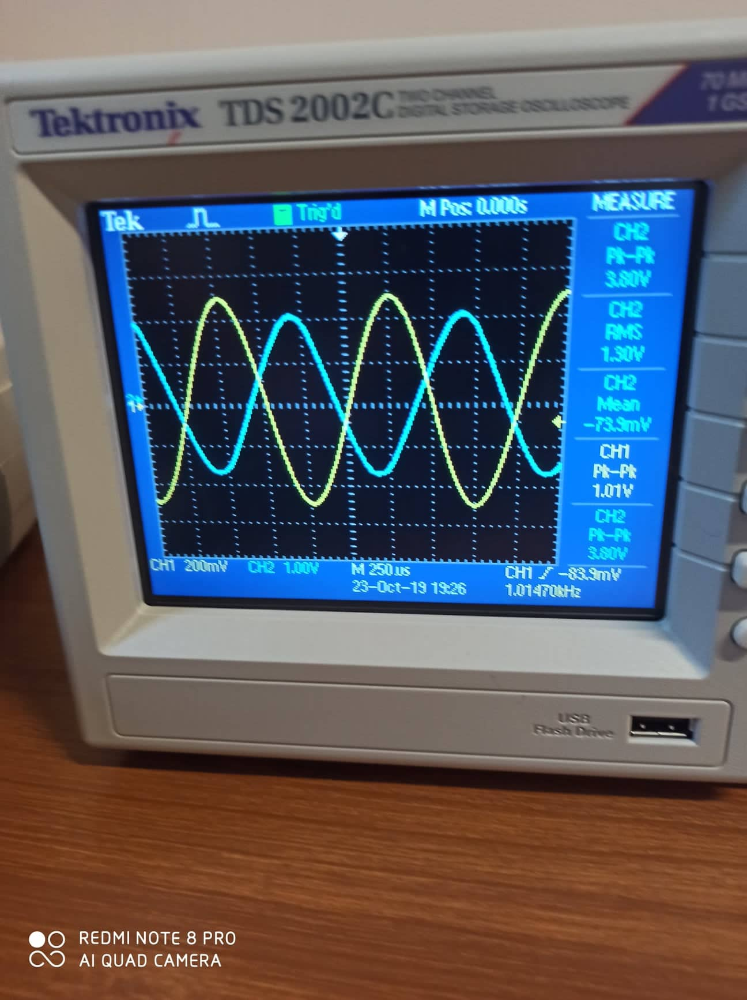 Tektronix TDS 2002C TWO CHANNEL
DIGITAL STORAGE OSCILLOSCOPE
70 M
1 GS
Tek Trig'd M Pos: 0.000s MEASURE
CH2
Pk-Pk
3.80V
CH2
RMS
1.30V
CH2
Mean
-73.9mV
CH1
Pk-Pk
1.01V
CH2
Pk-Pk
3.80V
1
CH1 200mV CH2 1.00V M 250us CH1 -83.9mV
23-Oct-19 19:26 1.01470kHz
USB
Flash Drive
REDMI NOTE 8 PRO
AI QUAD CAMERA